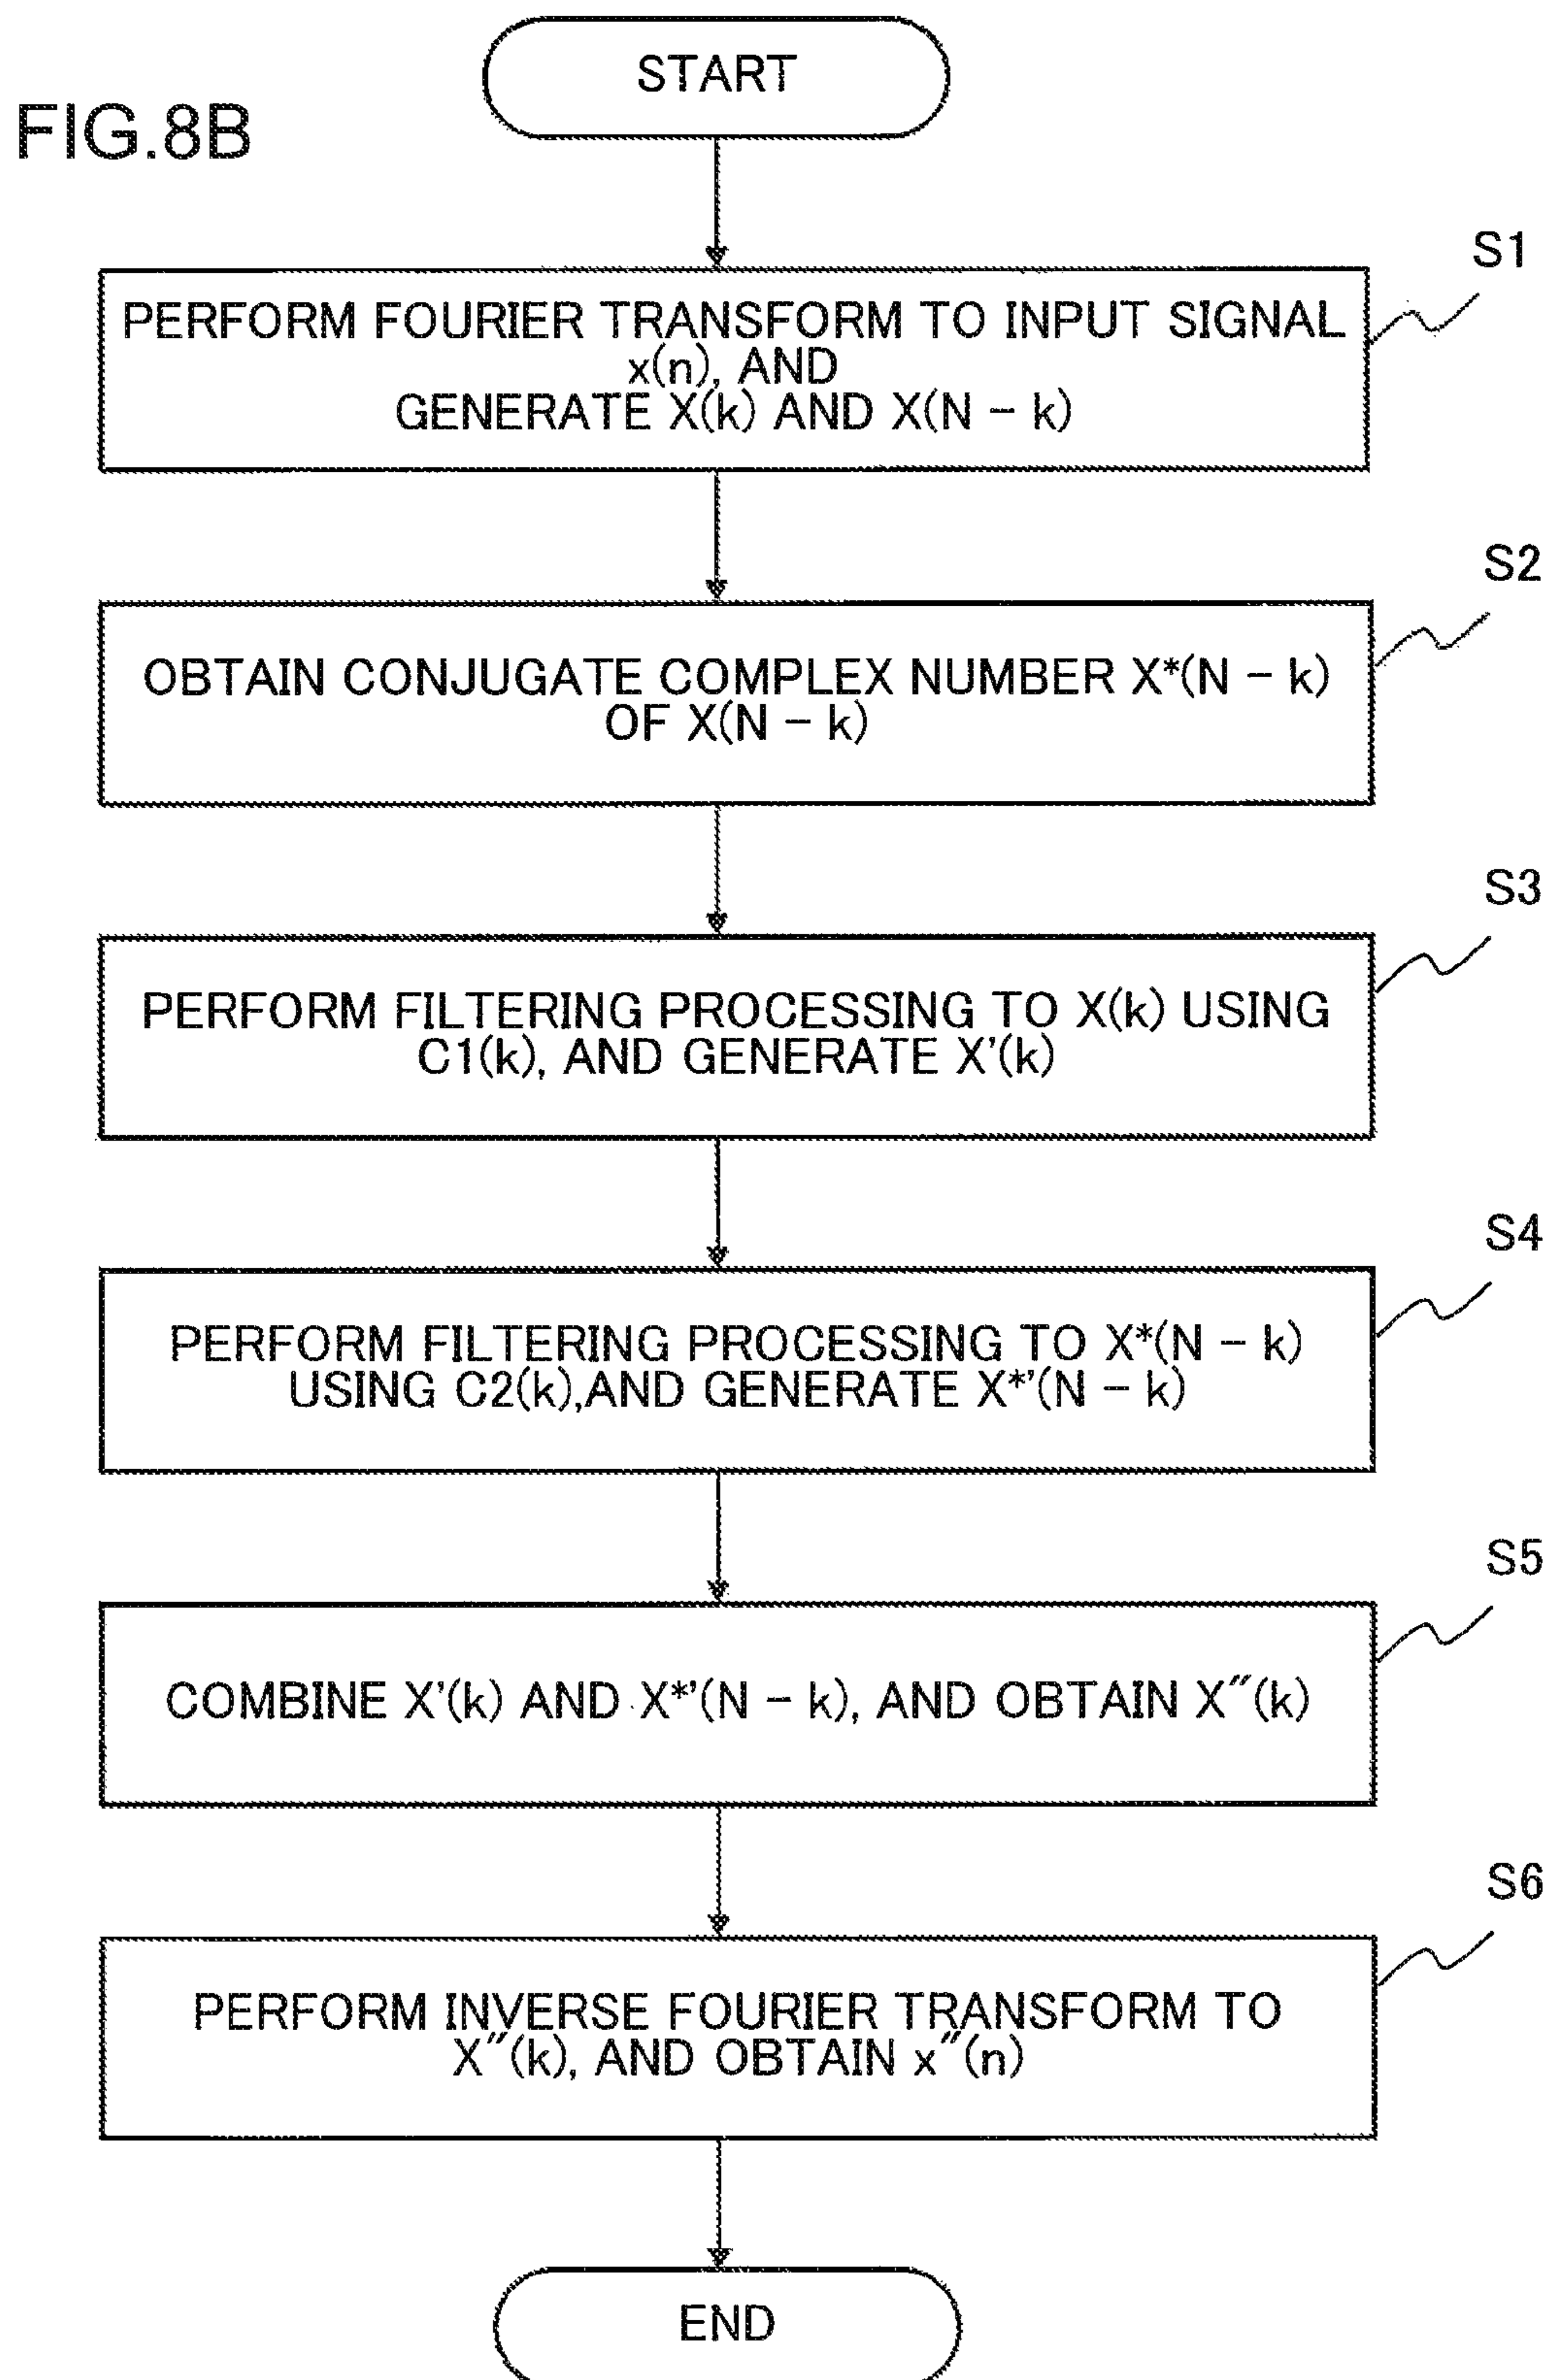 START
FIG.8B
S1
PERFORM FOURIER TRANSFORM TO INPUT SIGNAL
x(n), AND
GENERATE X(k) AND X(N − k)
S2
OBTAIN CONJUGATE COMPLEX NUMBER X*(N − k)
OF X(N − k)
S3
PERFORM FILTERING PROCESSING TO X(k) USING
C1(k), AND GENERATE X'(k)
S4
PERFORM FILTERING PROCESSING TO X*(N − k)
USING C2(k),AND GENERATE X*'(N − k)
S5
COMBINE X'(k) AND X*'(N − k), AND OBTAIN X″(k)
S6
PERFORM INVERSE FOURIER TRANSFORM TO
X″(k), AND OBTAIN x″(n)
END